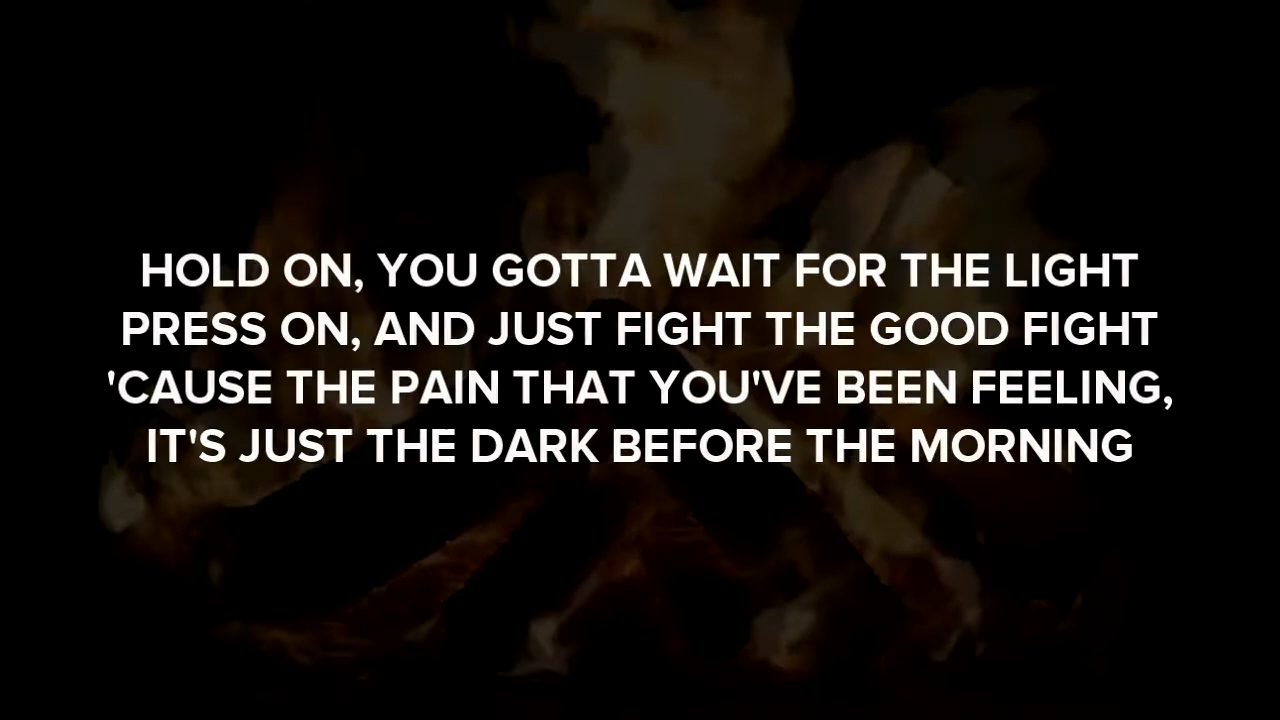 HOLD ON, YOU GOTTA WAIT FOR THE LIGHT
PRESS ON, AND JUST FIGHT THE GOOD FIGHT
'CAUSE THE PAIN THAT YOU'VE BEEN FEELING,
IT'S JUST THE DARK BEFORE THE MORNING